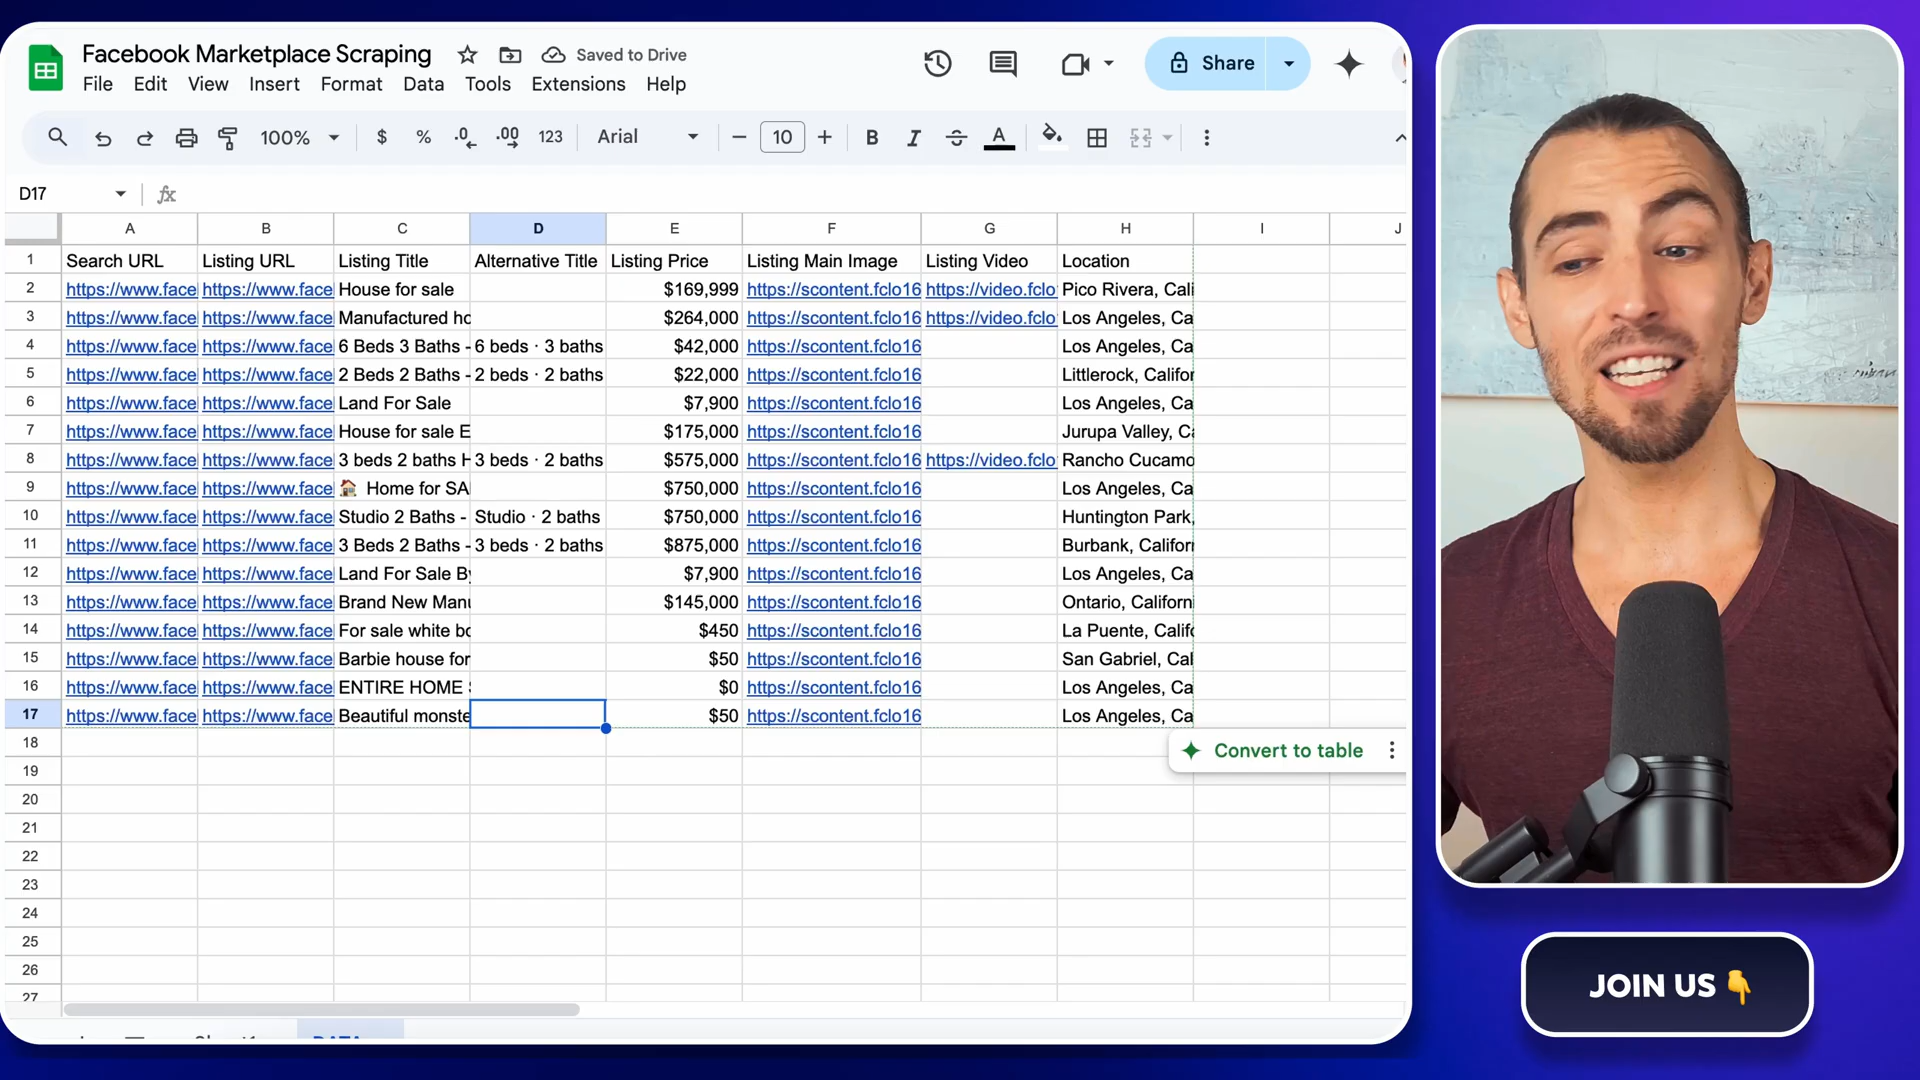 Facebook Marketplace Scraping Saved to Drive
File Edit View Insert Format Data Tools Extensions Help
Share
100% $ % .0 .00 123 Arial 10 B I A
D17 fx
A B C D E F G H I J
1 Search URL Listing URL Listing Title Alternative Title Listing Price Listing Main Image Listing Video Location
2 https://www.face https://www.face House for sale $169,999 https://scontent.fclo16 https://video.fclo Pico Rivera, Cali
3 https://www.face https://www.face Manufactured ho $264,000 https://scontent.fclo16 https://video.fclo Los Angeles, Ca
4 https://www.face https://www.face 6 Beds 3 Baths - 6 beds · 3 baths $42,000 https://scontent.fclo16 Los Angeles, Ca
5 https://www.face https://www.face 2 Beds 2 Baths - 2 beds · 2 baths $22,000 https://scontent.fclo16 Littlerock, Califor
6 https://www.face https://www.face Land For Sale $7,900 https://scontent.fclo16 Los Angeles, Ca
7 https://www.face https://www.face House for sale E $175,000 https://scontent.fclo16 Jurupa Valley, Ca
8 https://www.face https://www.face 3 beds 2 baths H 3 beds · 2 baths $575,000 https://scontent.fclo16 https://video.fclo Rancho Cucamo
9 https://www.face https://www.face 🏠 Home for SA $750,000 https://scontent.fclo16 Los Angeles, Ca
10 https://www.face https://www.face Studio 2 Baths - Studio · 2 baths $750,000 https://scontent.fclo16 Huntington Park,
11 https://www.face https://www.face 3 Beds 2 Baths - 3 beds · 2 baths $875,000 https://scontent.fclo16 Burbank, Californ
12 https://www.face https://www.face Land For Sale By $7,900 https://scontent.fclo16 Los Angeles, Ca
13 https://www.face https://www.face Brand New Manu $145,000 https://scontent.fclo16 Ontario, Californi
14 https://www.face https://www.face For sale white bo $450 https://scontent.fclo16 La Puente, Califo
15 https://www.face https://www.face Barbie house for $50 https://scontent.fclo16 San Gabriel, Cal
16 https://www.face https://www.face ENTIRE HOME $0 https://scontent.fclo16 Los Angeles, Ca
17 https://www.face https://www.face Beautiful monste $50 https://scontent.fclo16 Los Angeles, Ca
18
Convert to table
19
20
21
22
23
24
25
26
27
JOIN US 👇